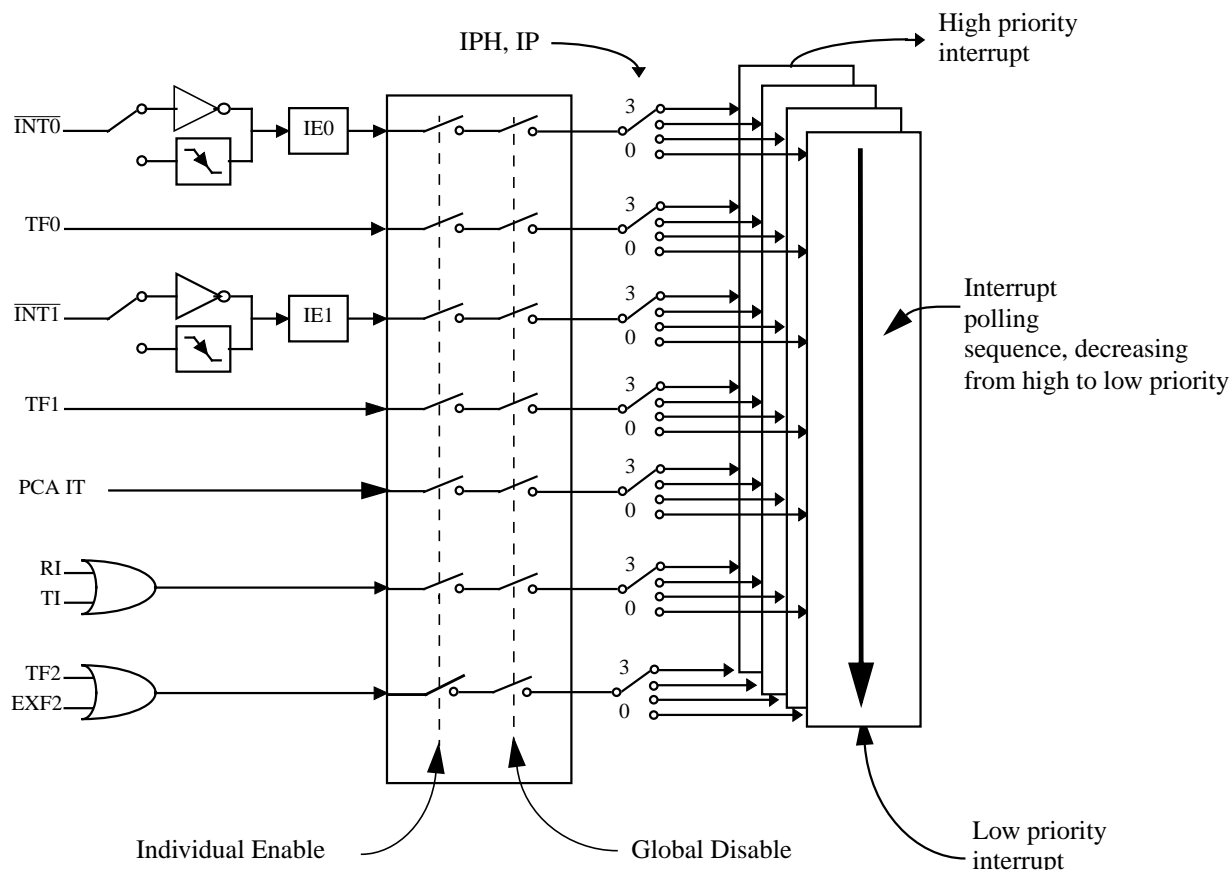 IPH, IP
High priority
interrupt
INT0
IE0
3
0
TF0
3
0
INT1
IE1
3
0
Interrupt
polling
sequence, decreasing
from high to low priority
TF1
3
0
PCA IT
3
0
RI
TI
3
0
TF2
EXF2
3
0
Individual Enable
Global Disable
Low priority
interrupt